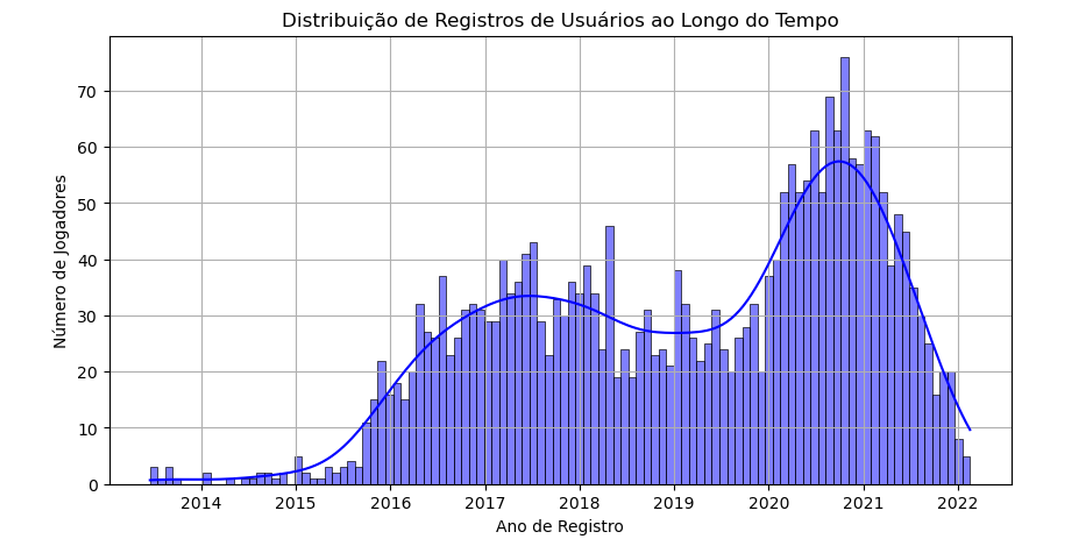 Distribuição de Registros de Usuários ao Longo do Tempo
Número de Jogadores
70
60
50
40
30
20
10
0
2014 2015 2016 2017 2018 2019 2020 2021 2022
Ano de Registro